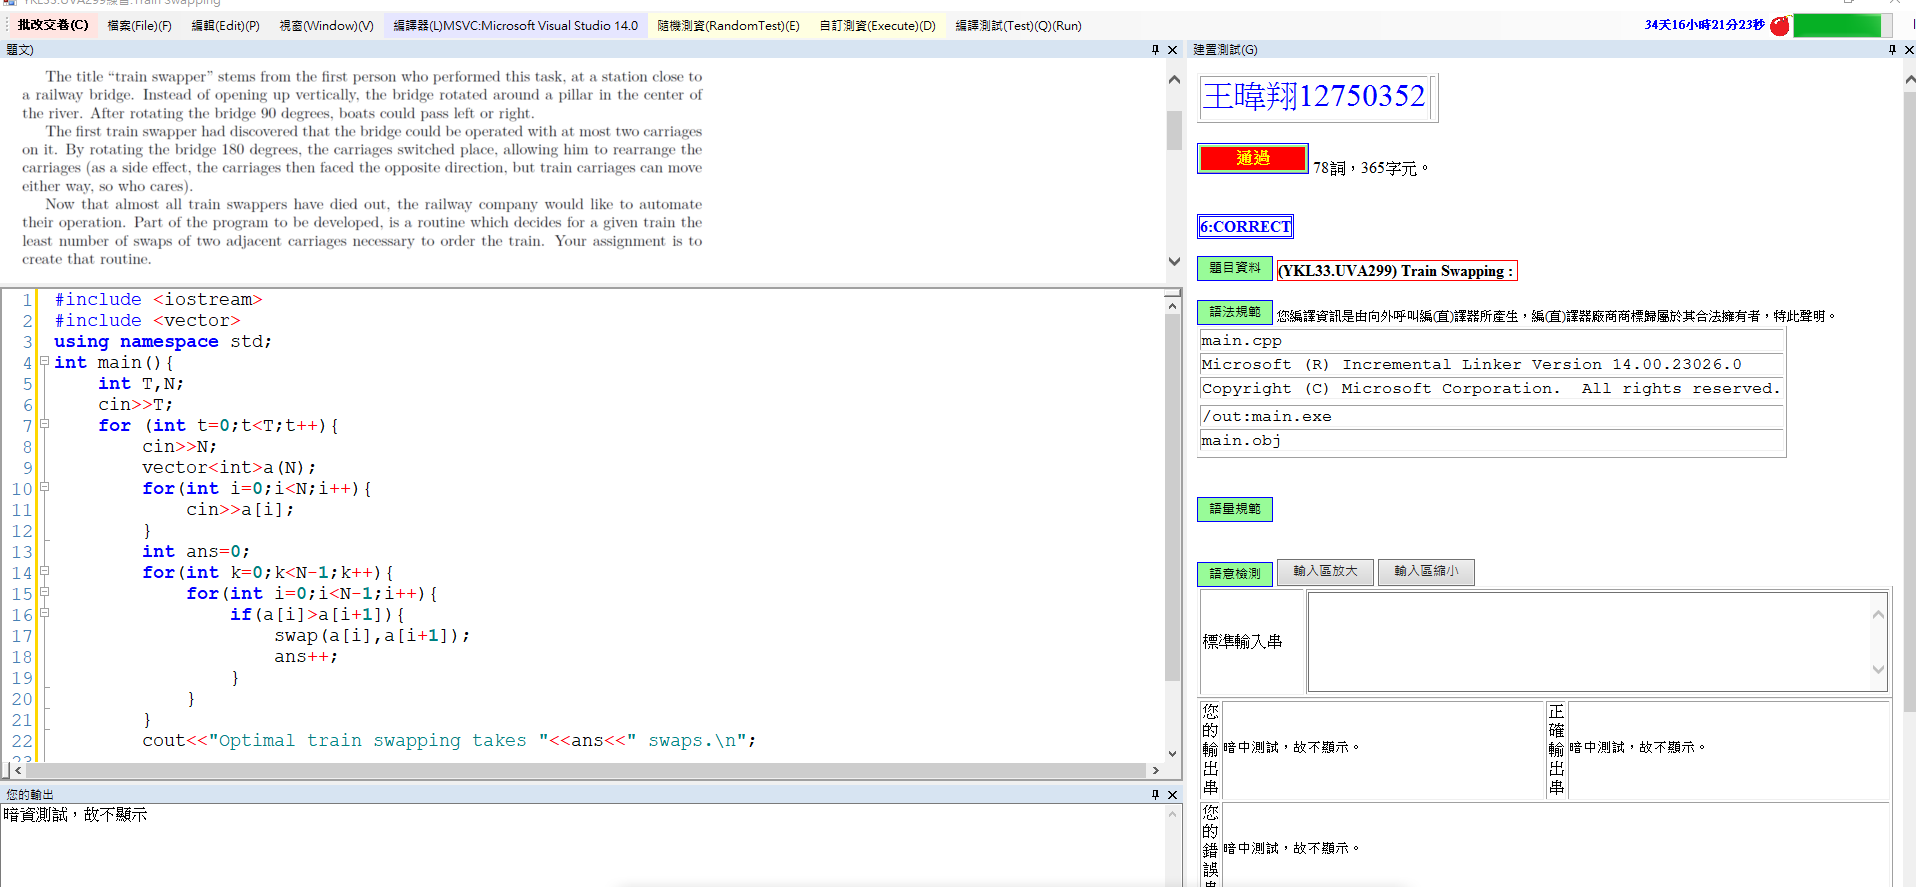 YKL33.UVA299練習:Train Swapping
批改交卷(C) 檔案(File)(F) 編輯(Edit)(P) 視窗(Window)(V) 編譯器(L)MSVC:Microsoft Visual Studio 14.0 隨機測資(RandomTest)(E) 自訂測資(Execute)(D) 編譯測試(Test)(Q)(Run) 34天16小時21分23秒
題文)
The title “train swapper” stems from the first person who performed this task, at a station close to
a railway bridge. Instead of opening up vertically, the bridge rotated around a pillar in the center of
the river. After rotating the bridge 90 degrees, boats could pass left or right.
The first train swapper had discovered that the bridge could be operated with at most two carriages
on it. By rotating the bridge 180 degrees, the carriages switched place, allowing him to rearrange the
carriages (as a side effect, the carriages then faced the opposite direction, but train carriages can move
either way, so who cares).
Now that almost all train swappers have died out, the railway company would like to automate
their operation. Part of the program to be developed, is a routine which decides for a given train the
least number of swaps of two adjacent carriages necessary to order the train. Your assignment is to
create that routine.
1 #include <iostream>
2 #include <vector>
3 using namespace std;
4 int main(){
5 int T,N;
6 cin>>T;
7 for (int t=0;t<T;t++){
8 cin>>N;
9 vector<int>a(N);
10 for(int i=0;i<N;i++){
11 cin>>a[i];
12 }
13 int ans=0;
14 for(int k=0;k<N-1;k++){
15 for(int i=0;i<N-1;i++){
16 if(a[i]>a[i+1]){
17 swap(a[i],a[i+1]);
18 ans++;
19 }
20 }
21 }
22 cout<<"Optimal train swapping takes "<<ans<<" swaps.\n";
23
您的輸出
暗資測試，故不顯示
建置測試(G)
王暐翔12750352
通過 78詞，365字元。
6:CORRECT
題目資料 (YKL33.UVA299) Train Swapping :
語法規範 您編譯資訊是由向外呼叫編(直)譯器所產生，編(直)譯器廠商商標歸屬於其合法擁有者，特此聲明。
main.cpp
Microsoft (R) Incremental Linker Version 14.00.23026.0
Copyright (C) Microsoft Corporation.  All rights reserved.
/out:main.exe
main.obj
語量規範
語意檢測 輸入區放大 輸入區縮小
標準輸入串
您的輸出串 暗中測試，故不顯示。 正確輸出串 暗中測試，故不顯示。
您的錯誤串 暗中測試，故不顯示。